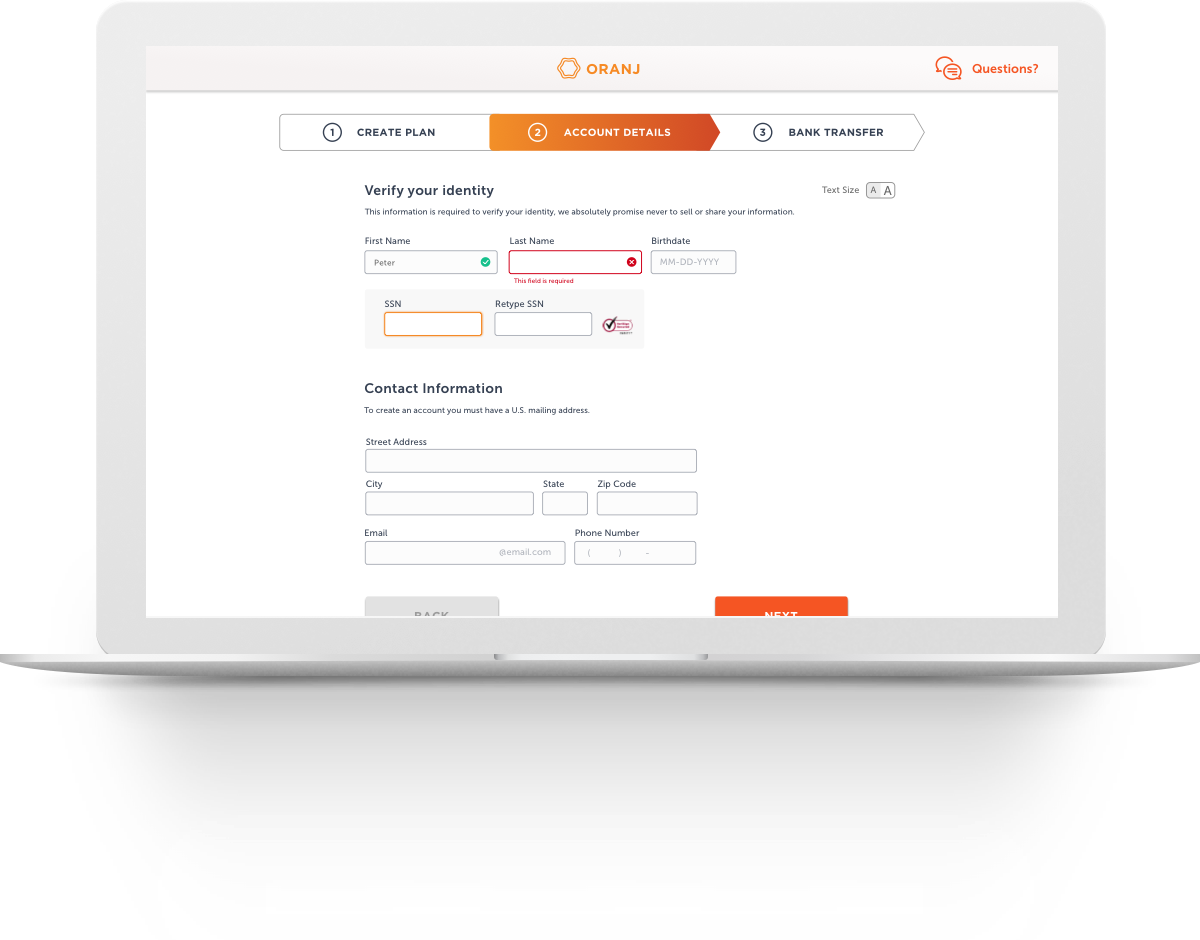 ORANJ
Questions?
1 CREATE PLAN 2 ACCOUNT DETAILS 3 BANK TRANSFER
Verify your identity
Text Size A A
This information is required to verify your identity, we absolutely promise never to sell or share your information.
First Name Last Name Birthdate
Peter MM-DD-YYYY
This field is required
SSN Retype SSN
Contact Information
To create an account you must have a U.S. mailing address.
Street Address
City State Zip Code
Email Phone Number
@email.com ( ) -
BACK NEXT